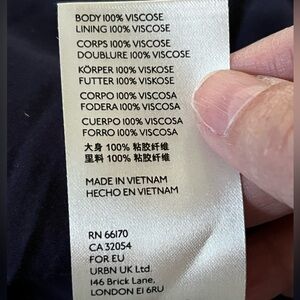 BODY 100% VISCOSE
LINING 100% VISCOSE
CORPS 100% VISCOSE
DOUBLURE 100% VISCOSE
KÖRPER 100% VISKOSE
FUTTER 100% VISKOSE
CORPO 100% VISCOSA
FODERA 100% VISCOSA
CUERPO 100% VISCOSA
FORRO 100% VISCOSA
大身 100% 粘胶纤维
里料 100% 粘胶纤维
MADE IN VIETNAM
HECHO EN VIETNAM
RN 66170
CA 32054
FOR EU
URBN UK Ltd.
146 Brick Lane,
LONDON E1 6RU